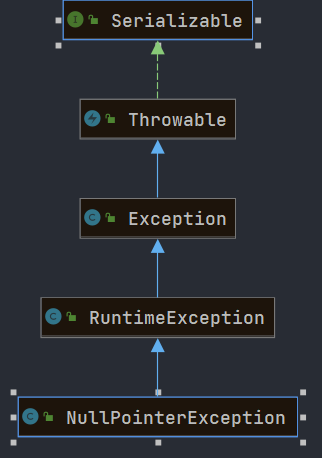 Serializable
Throwable
Exception
RuntimeException
NullPointerException